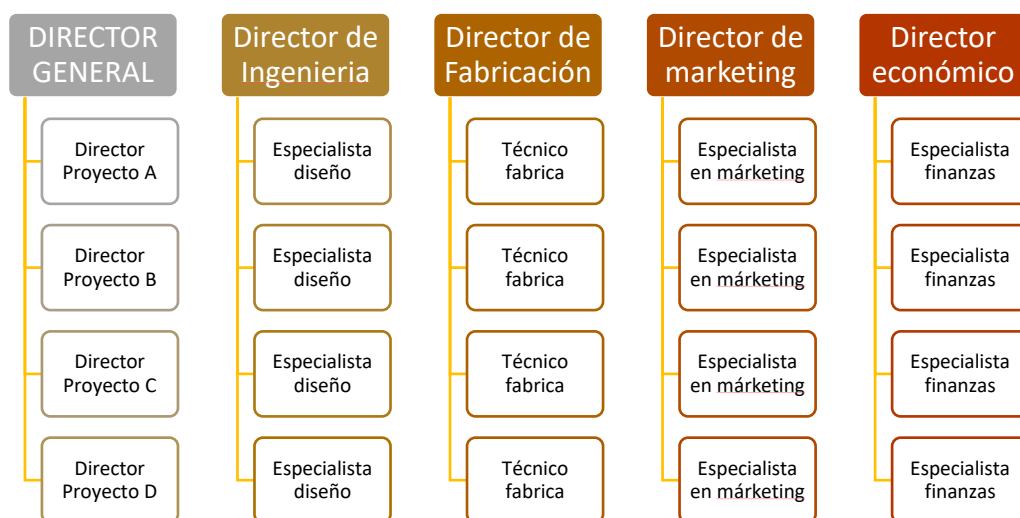 DIRECTOR
GENERAL
Director
Proyecto A
Director
Proyecto B
Director
Proyecto C
Director
Proyecto D
Director de
Ingenieria
Especialista
diseño
Especialista
diseño
Especialista
diseño
Especialista
diseño
Director de
Fabricación
Técnico
fabrica
Técnico
fabrica
Técnico
fabrica
Técnico
fabrica
Director de
marketing
Especialista
en márketing
Especialista
en márketing
Especialista
en márketing
Especialista
en márketing
Director
económico
Especialista
finanzas
Especialista
finanzas
Especialista
finanzas
Especialista
finanzas